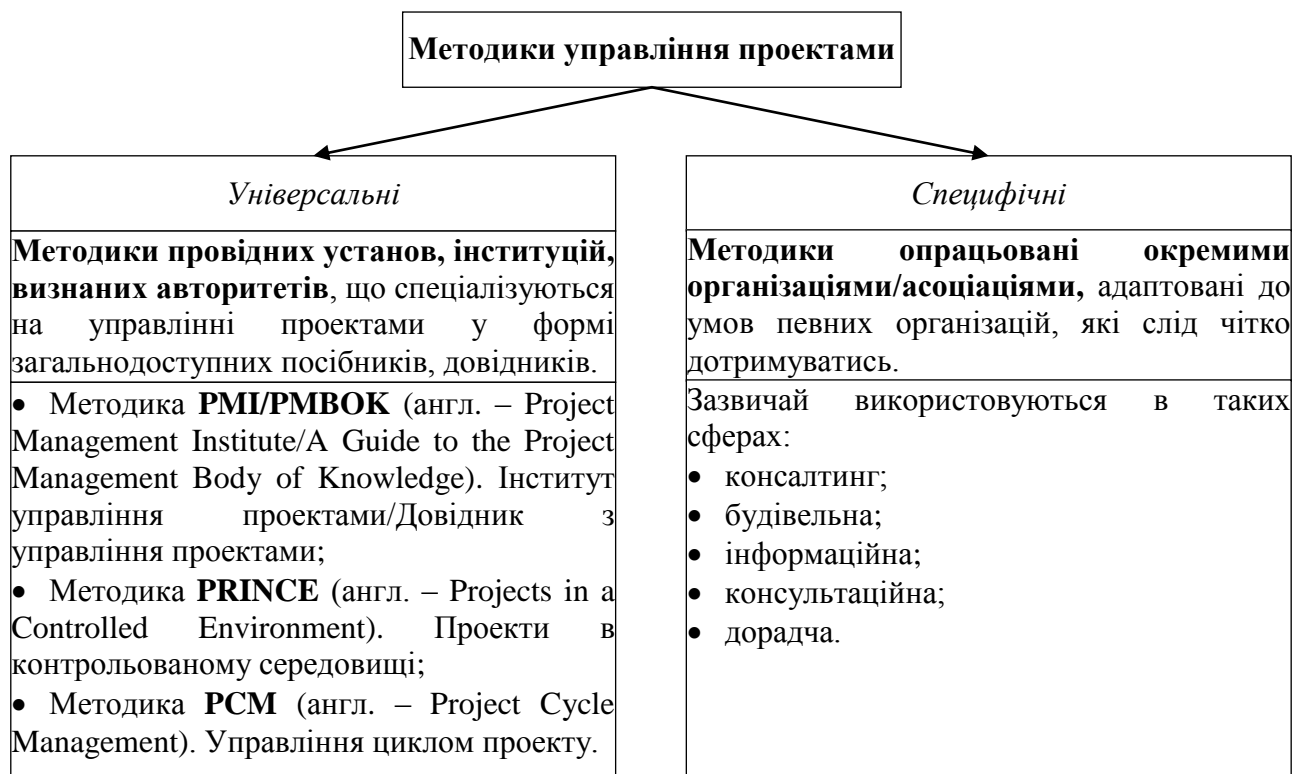 Методики управління проектами
Універсальні
Методики провідних установ, інституцій,
визнаних авторитетів, що спеціалізуються
на управлінні проектами у формі
загальнодоступних посібників, довідників.
• Методика PMI/PMBOK (англ. – Project
Management Institute/A Guide to the Project
Management Body of Knowledge). Інститут
управління проектами/Довідник з
управління проектами;
• Методика PRINCE (англ. – Projects in a
Controlled Environment). Проекти в
контрольованому середовищі;
• Методика PCM (англ. – Project Cycle
Management). Управління циклом проекту.
Специфічні
Методики опрацьовані окремими
організаціями/асоціаціями, адаптовані до
умов певних організацій, які слід чітко
дотримуватись.
Зазвичай використовуються в таких
сферах:
• консалтинг;
• будівельна;
• інформаційна;
• консультаційна;
• дорадча.